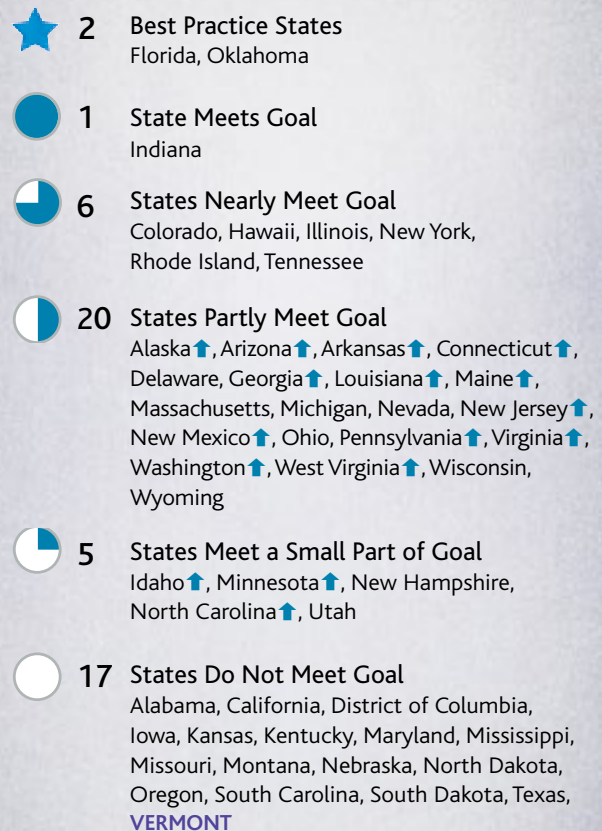 2 Best Practice States
Florida, Oklahoma
1 State Meets Goal
Indiana
6 States Nearly Meet Goal
Colorado, Hawaii, Illinois, New York,
Rhode Island, Tennessee
20 States Partly Meet Goal
Alaska⬆, Arizona⬆, Arkansas⬆, Connecticut⬆,
Delaware, Georgia⬆, Louisiana⬆, Maine⬆,
Massachusetts, Michigan, Nevada, New Jersey⬆,
New Mexico⬆, Ohio, Pennsylvania⬆, Virginia⬆,
Washington⬆, West Virginia⬆, Wisconsin,
Wyoming
5 States Meet a Small Part of Goal
Idaho⬆, Minnesota⬆, New Hampshire,
North Carolina⬆, Utah
17 States Do Not Meet Goal
Alabama, California, District of Columbia,
Iowa, Kansas, Kentucky, Maryland, Mississippi,
Missouri, Montana, Nebraska, North Dakota,
Oregon, South Carolina, South Dakota, Texas,
VERMONT